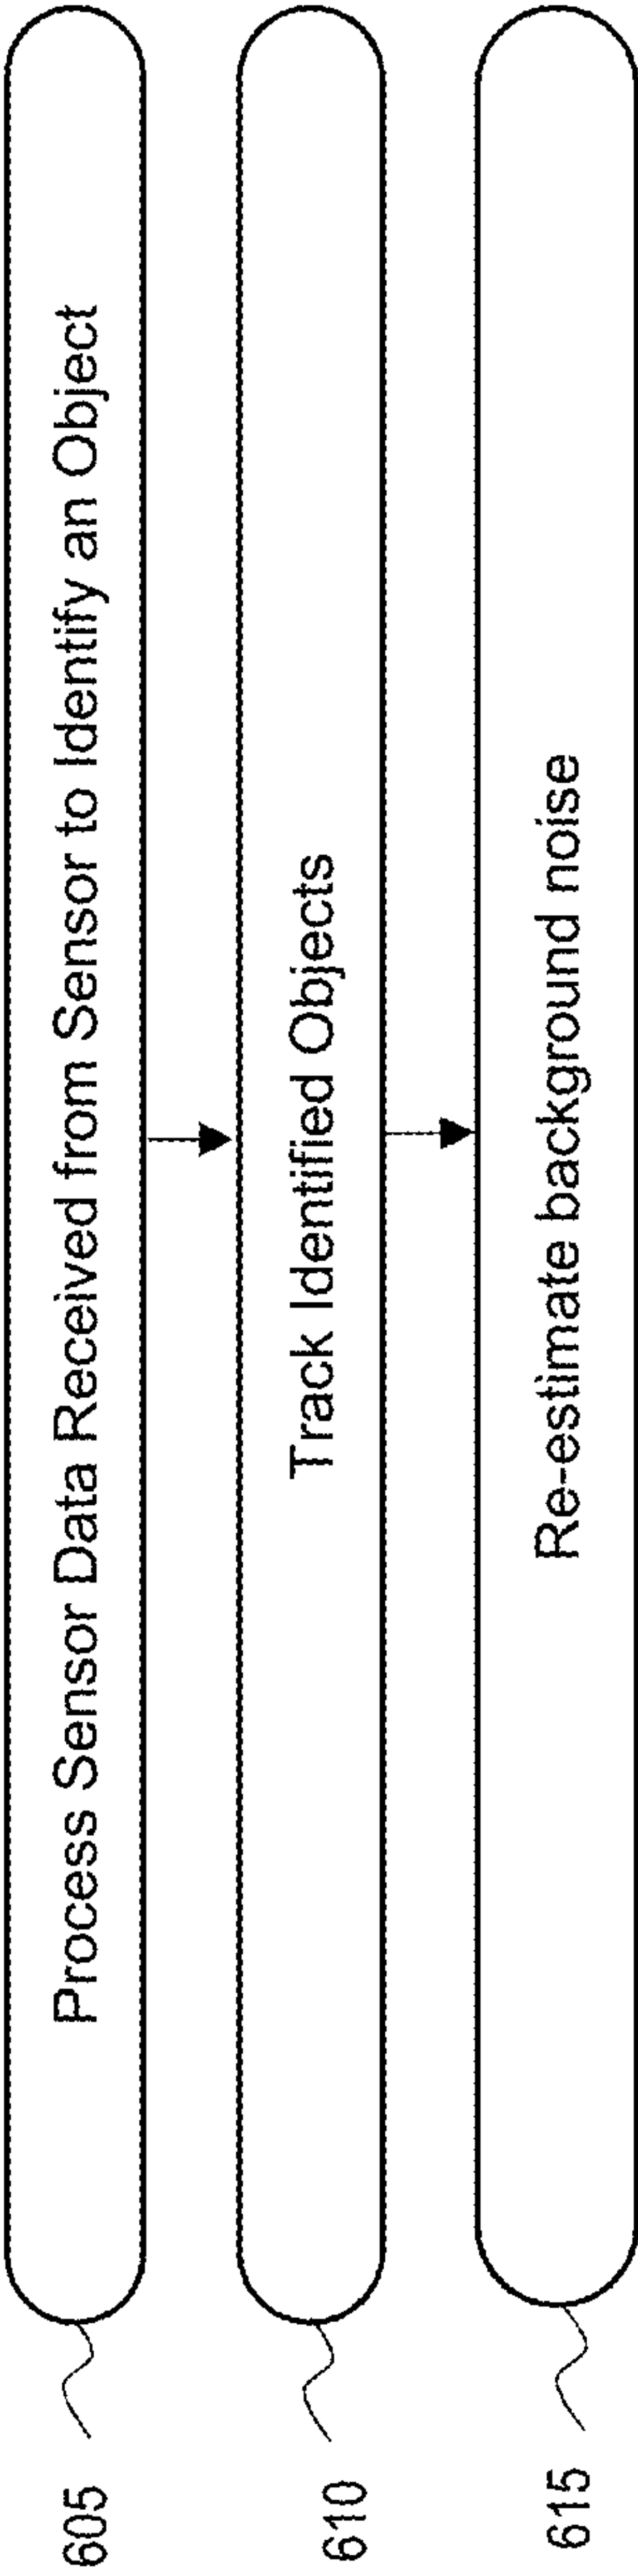 605
Process Sensor Data Received from Sensor to Identify an Object
610
Track Identified Objects
615
Re-estimate background noise